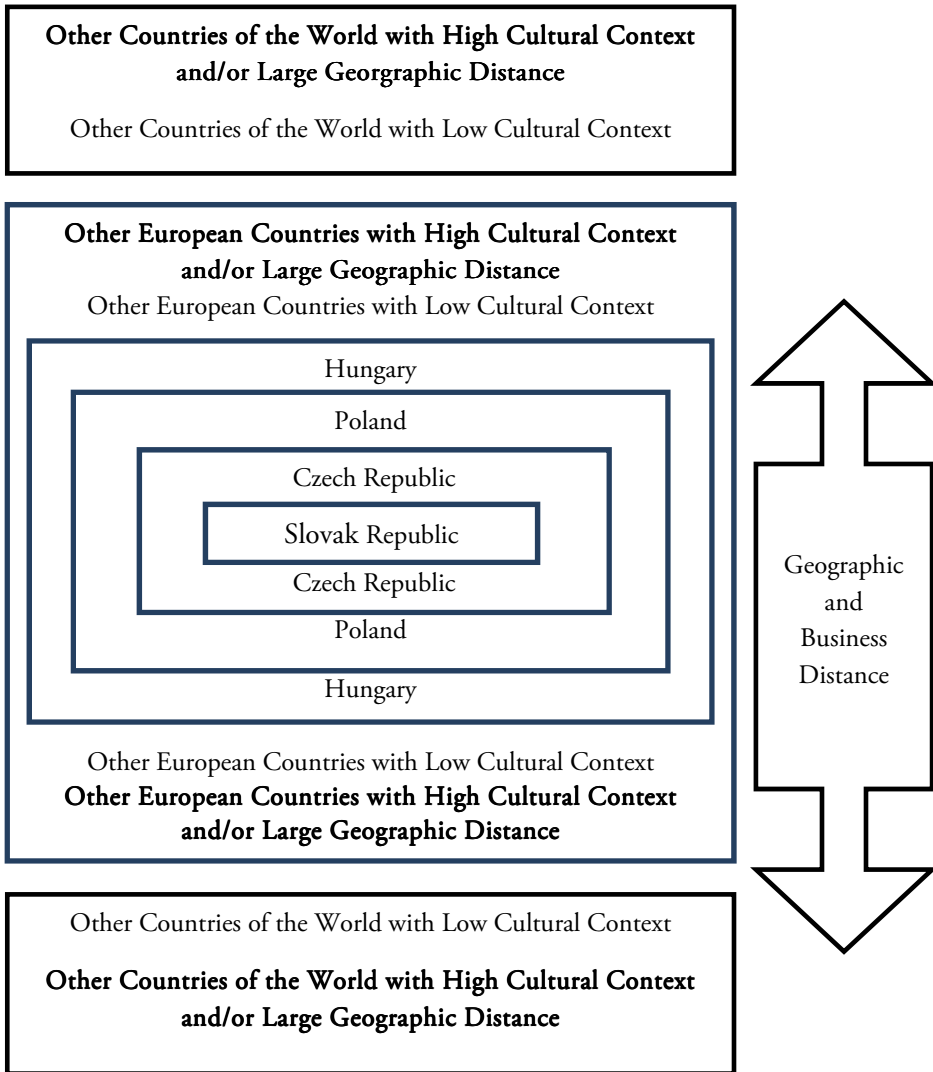 Other Countries of the World with High Cultural Context
and/or Large Georgraphic Distance
Other Countries of the World with Low Cultural Context
Other European Countries with High Cultural Context
and/or Large Geographic Distance
Other European Countries with Low Cultural Context
Hungary
Poland
Czech Republic
Slovak Republic
Czech Republic
Poland
Hungary
Other European Countries with Low Cultural Context
Other European Countries with High Cultural Context
and/or Large Geographic Distance
Other Countries of the World with Low Cultural Context
Other Countries of the World with High Cultural Context
and/or Large Geographic Distance
Geographic
and
Business
Distance